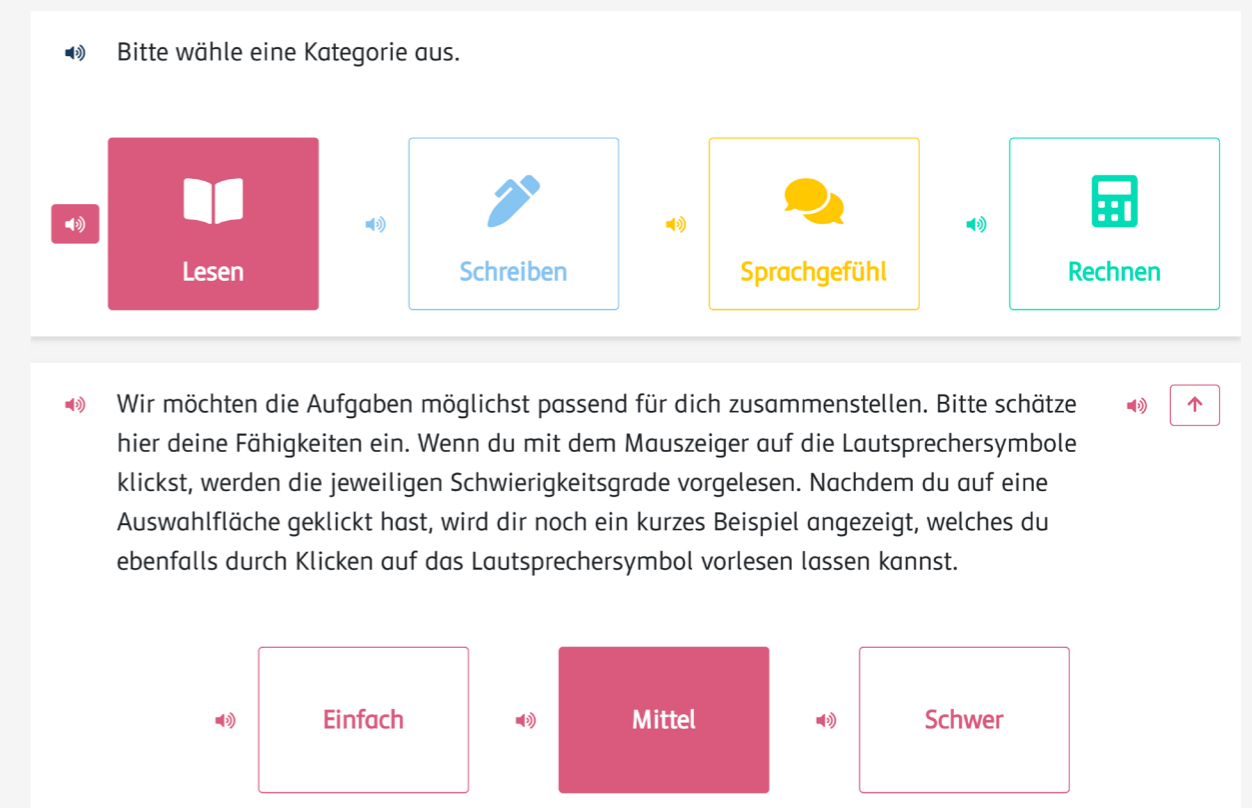 Bitte wähle eine Kategorie aus.
Lesen
Schreiben
Sprachgefühl
Rechnen
Wir möchten die Aufgaben möglichst passend für dich zusammenstellen. Bitte schätze
hier deine Fähigkeiten ein. Wenn du mit dem Mauszeiger auf die Lautsprechersymbole
klickst, werden die jeweiligen Schwierigkeitsgrade vorgelesen. Nachdem du auf eine
Auswahlfläche geklickt hast, wird dir noch ein kurzes Beispiel angezeigt, welches du
ebenfalls durch Klicken auf das Lautsprechersymbol vorlesen lassen kannst.
Einfach
Mittel
Schwer